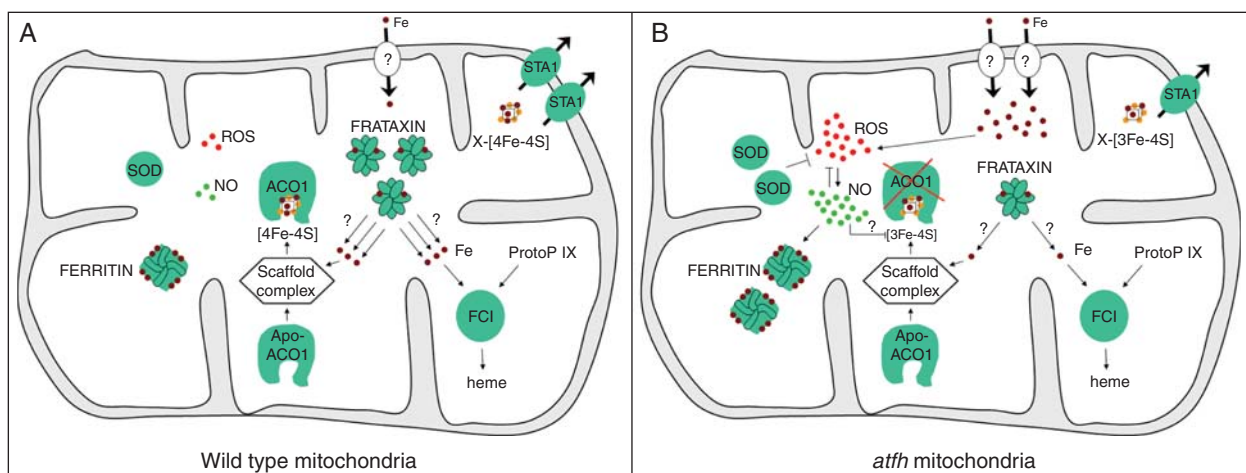 A
Fe
?
STA1
STA1
ROS
FRATAXIN
X-[4Fe-4S]
SOD
NO
ACO1
[4Fe-4S]
?
?
Fe
ProtoP IX
FERRITIN
Scaffold
complex
FCI
Apo-
ACO1
heme
Wild type mitochondria
B
Fe
?
?
STA1
ROS
X-[3Fe-4S]
SOD
SOD
NO
ACO1
FRATAXIN
?
[3Fe-4S]
?
?
Fe
ProtoP IX
FERRITIN
Scaffold
complex
FCI
Apo-
ACO1
heme
atfh mitochondria